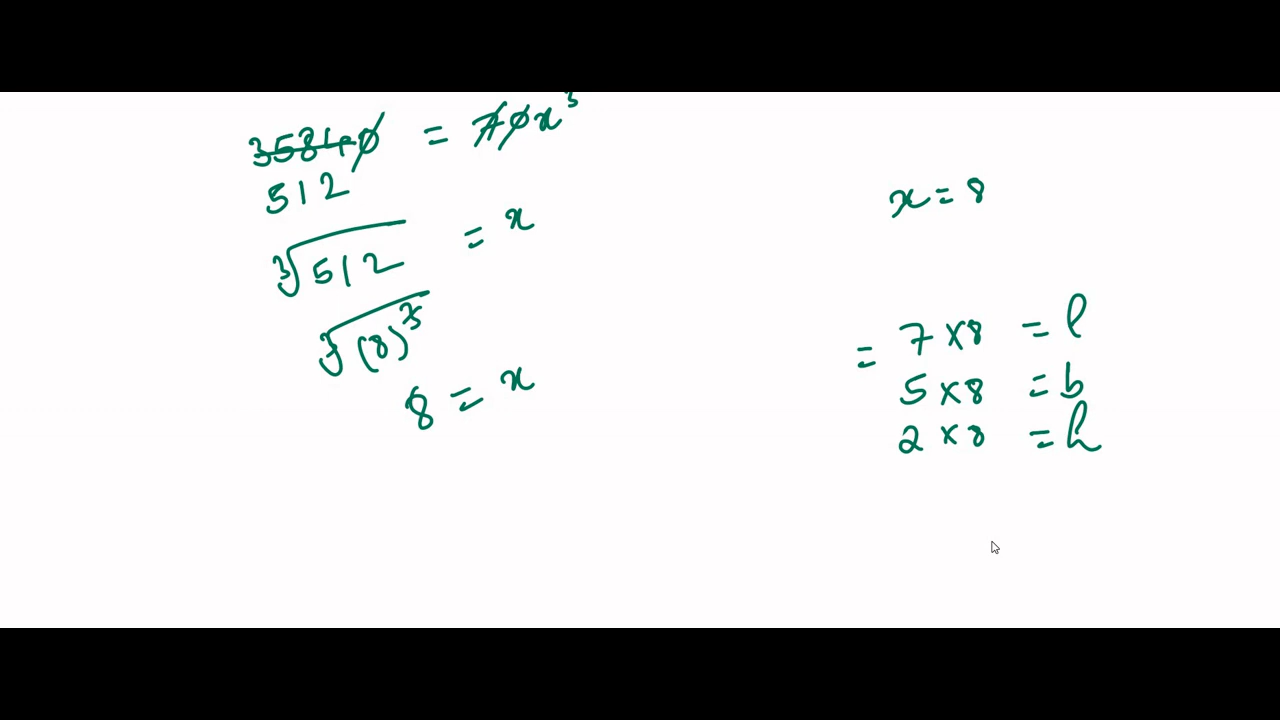 35840 = 70x³
512
∛512 = x
∛(8)³
8 = x
x = 8
= 7 × 8 = l
5 × 8 = b
2 × 8 = h